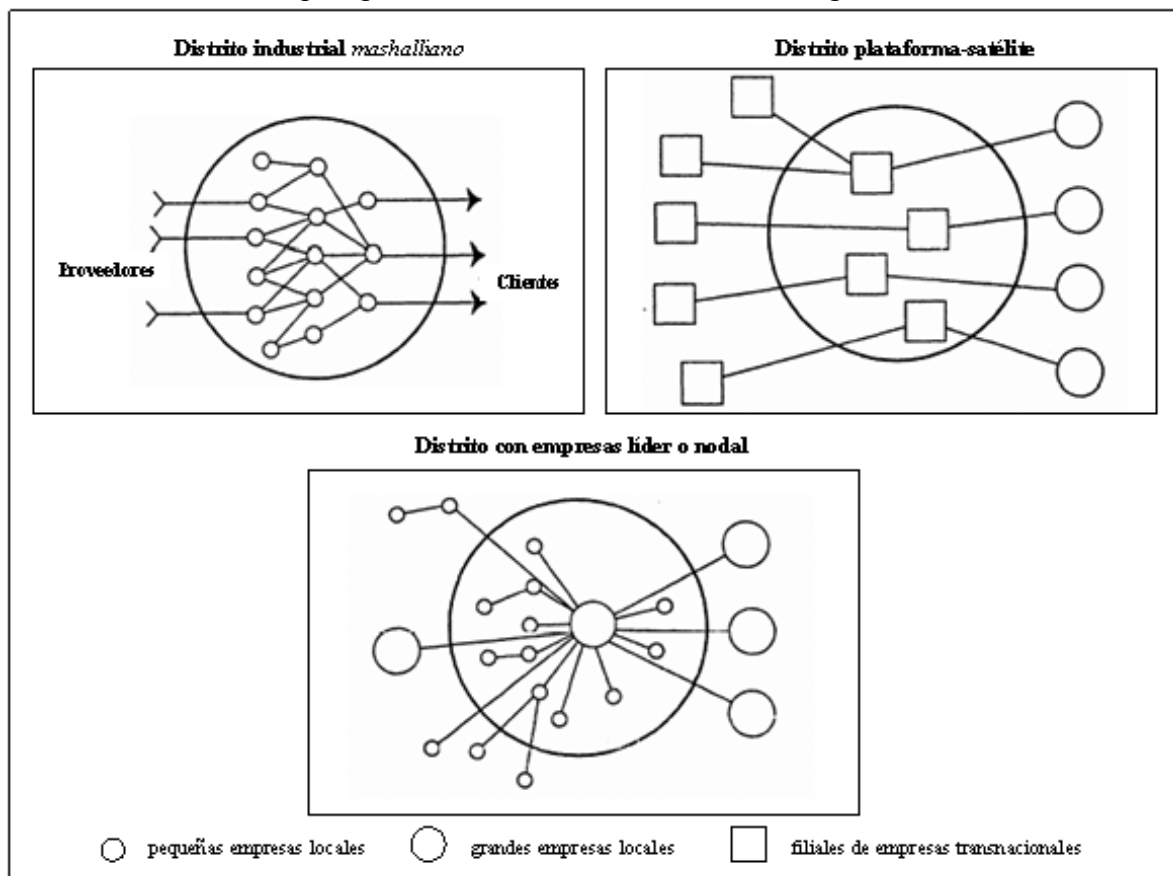 Distrito industrial mashalliano
Distrito plataforma-satélite
Proveedores
Clientes
Distrito con empresas líder o nodal
pequeñas empresas locales
grandes empresas locales
filiales de empresas transnacionales